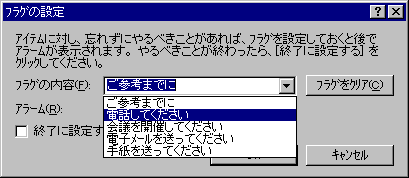 フラグの設定
アイテムに対し、忘れずにやるべきことがあれば、フラグを設定しておくと後で
アラームが表示されます。 やるべきことが終わったら、[終了に設定する] を
クリックしてください。
フラグの内容(F):
ご参考までに
フラグをクリア(C)
アラーム(R):
ご参考までに
電話してください
会議を開催してください
電子メールを送ってください
手紙を送ってください
終了に設定す
キャンセル